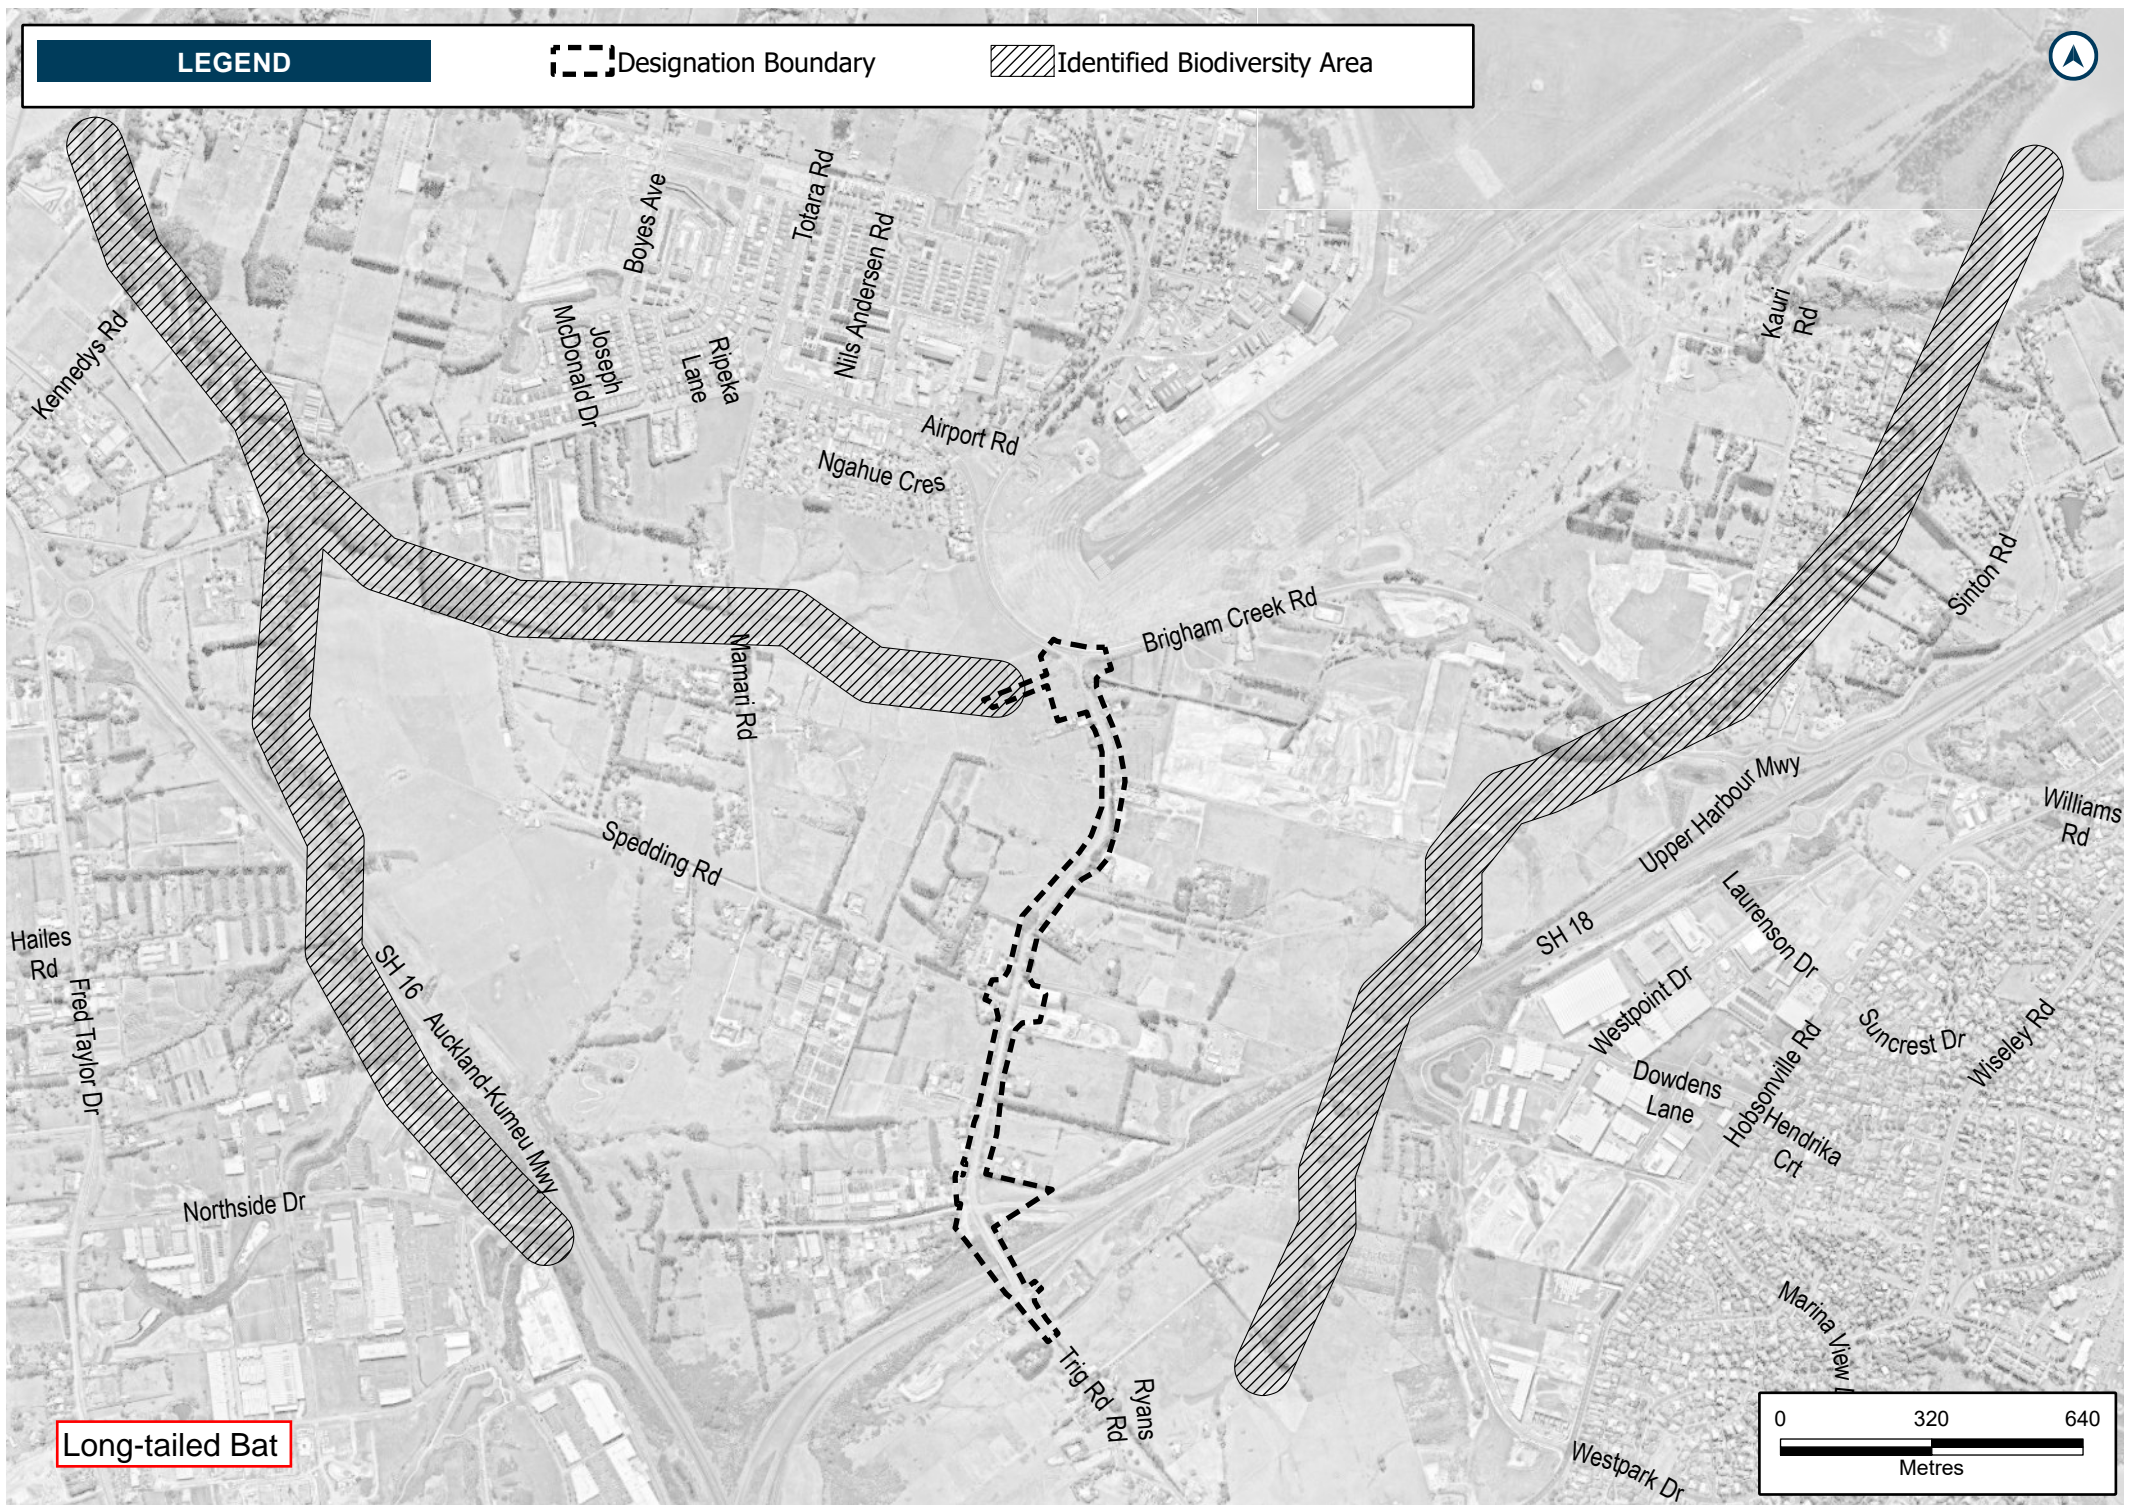 LEGEND
Designation Boundary
Identified Biodiversity Area
Boyes Ave
Totara Rd
Nils Andersen Rd
Kauri
Rd
Kennedys Rd
Joseph
McDonald Dr
Ripeka
Lane
Airport Rd
Ngahue Cres
Sinton Rd
Brigham Creek Rd
Mamari Rd
Upper Harbour Mwy
Williams
Rd
Spedding Rd
Laurenson Dr
SH 18
Hailes
Rd
SH 16
Auckland-Kumeu Mwy
Fred Taylor Dr
Westpoint Dr
Suncrest Dr
Wiseley Rd
Hobsonville Rd
Dowdens
Lane
Hendrika
Crt
Northside Dr
Marina View
Trig Rd
Ryans
Rd
Westpark Dr
Long-tailed Bat
0 320 640
Metres